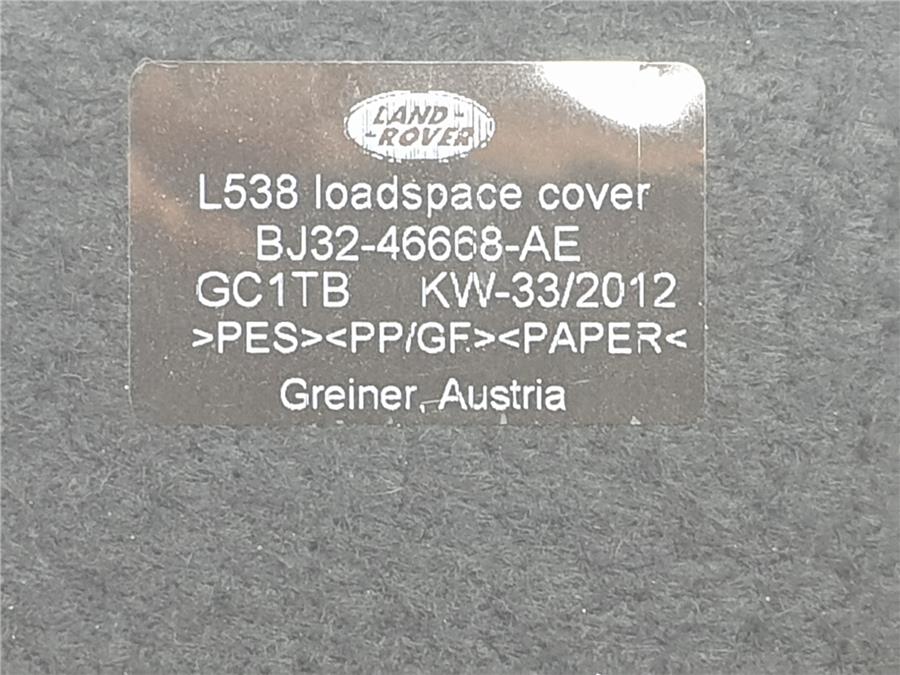 LAND-
-ROVER
L538 loadspace cover
BJ32-46668-AE
GC1TB KW-33/2012
>PES><PP/GF><PAPER<
Greiner, Austria